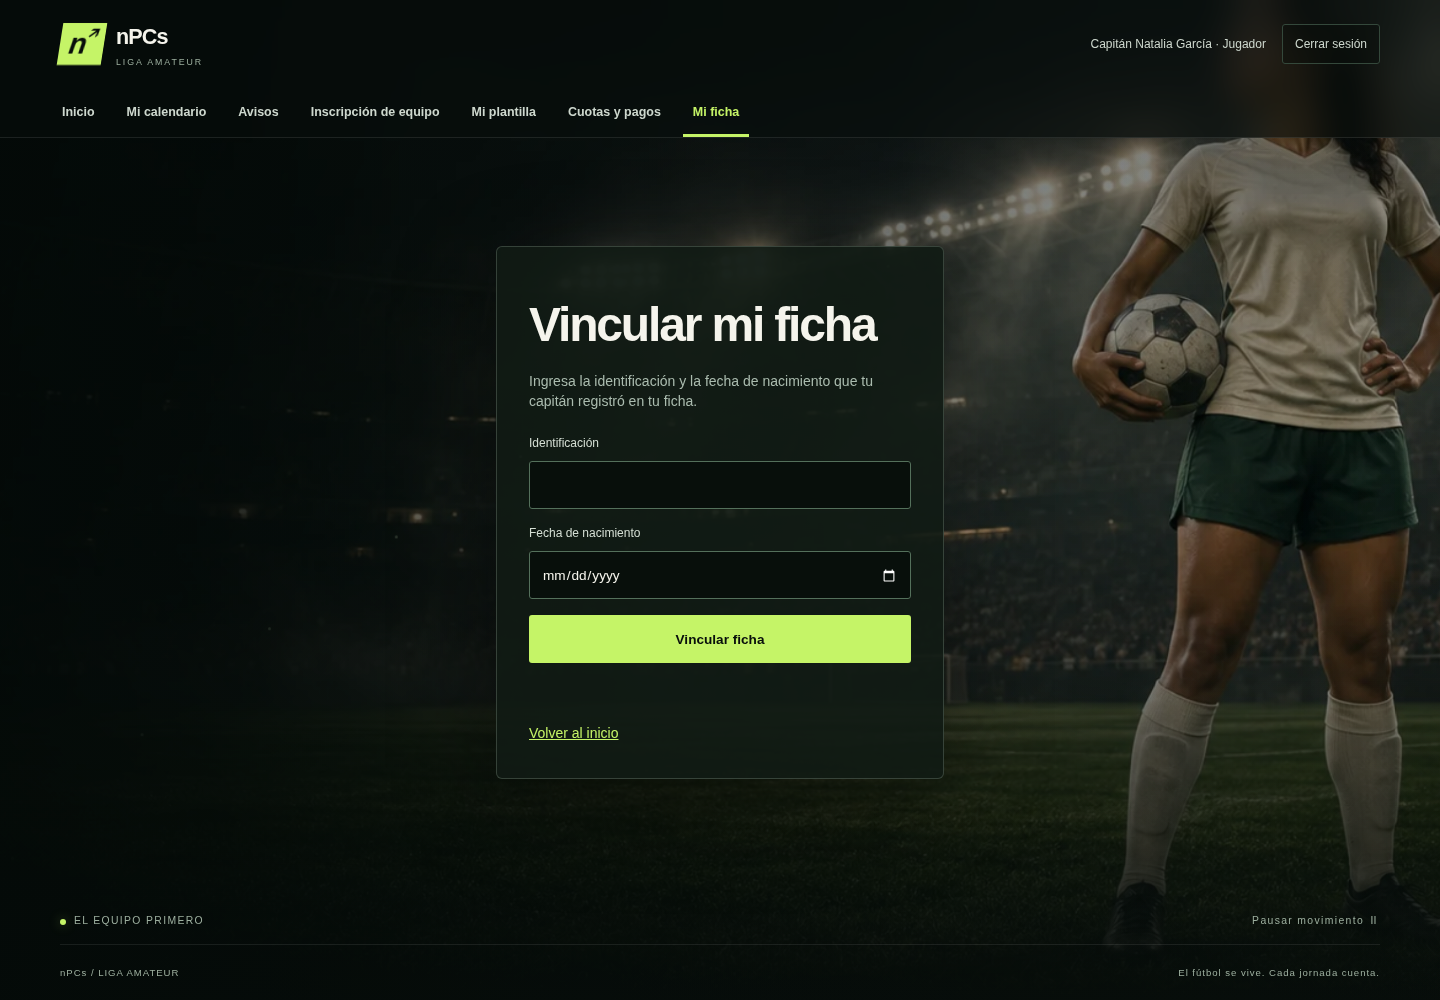 n
nPCs
LIGA AMATEUR
Capitán Natalia García · Jugador
Cerrar sesión
Inicio
Mi calendario
Avisos
Inscripción de equipo
Mi plantilla
Cuotas y pagos
Mi ficha
Vincular mi ficha
Ingresa la identificación y la fecha de nacimiento que tu
capitán registró en tu ficha.
Identificación
Fecha de nacimiento
mm/dd/yyyy
Vincular ficha
Volver al inicio
EL EQUIPO PRIMERO
Pausar movimiento
nPCs / LIGA AMATEUR
El fútbol se vive. Cada jornada cuenta.